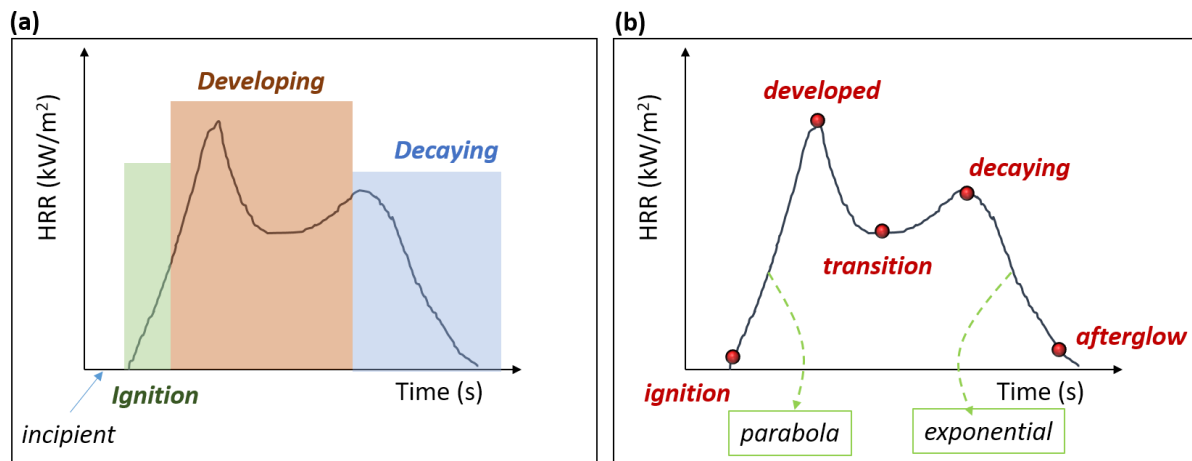 (a)
HRR (kW/m²)
Developing
Decaying
Ignition
Time (s)
incipient
(b)
HRR (kW/m²)
developed
decaying
transition
afterglow
ignition
Time (s)
parabola
exponential